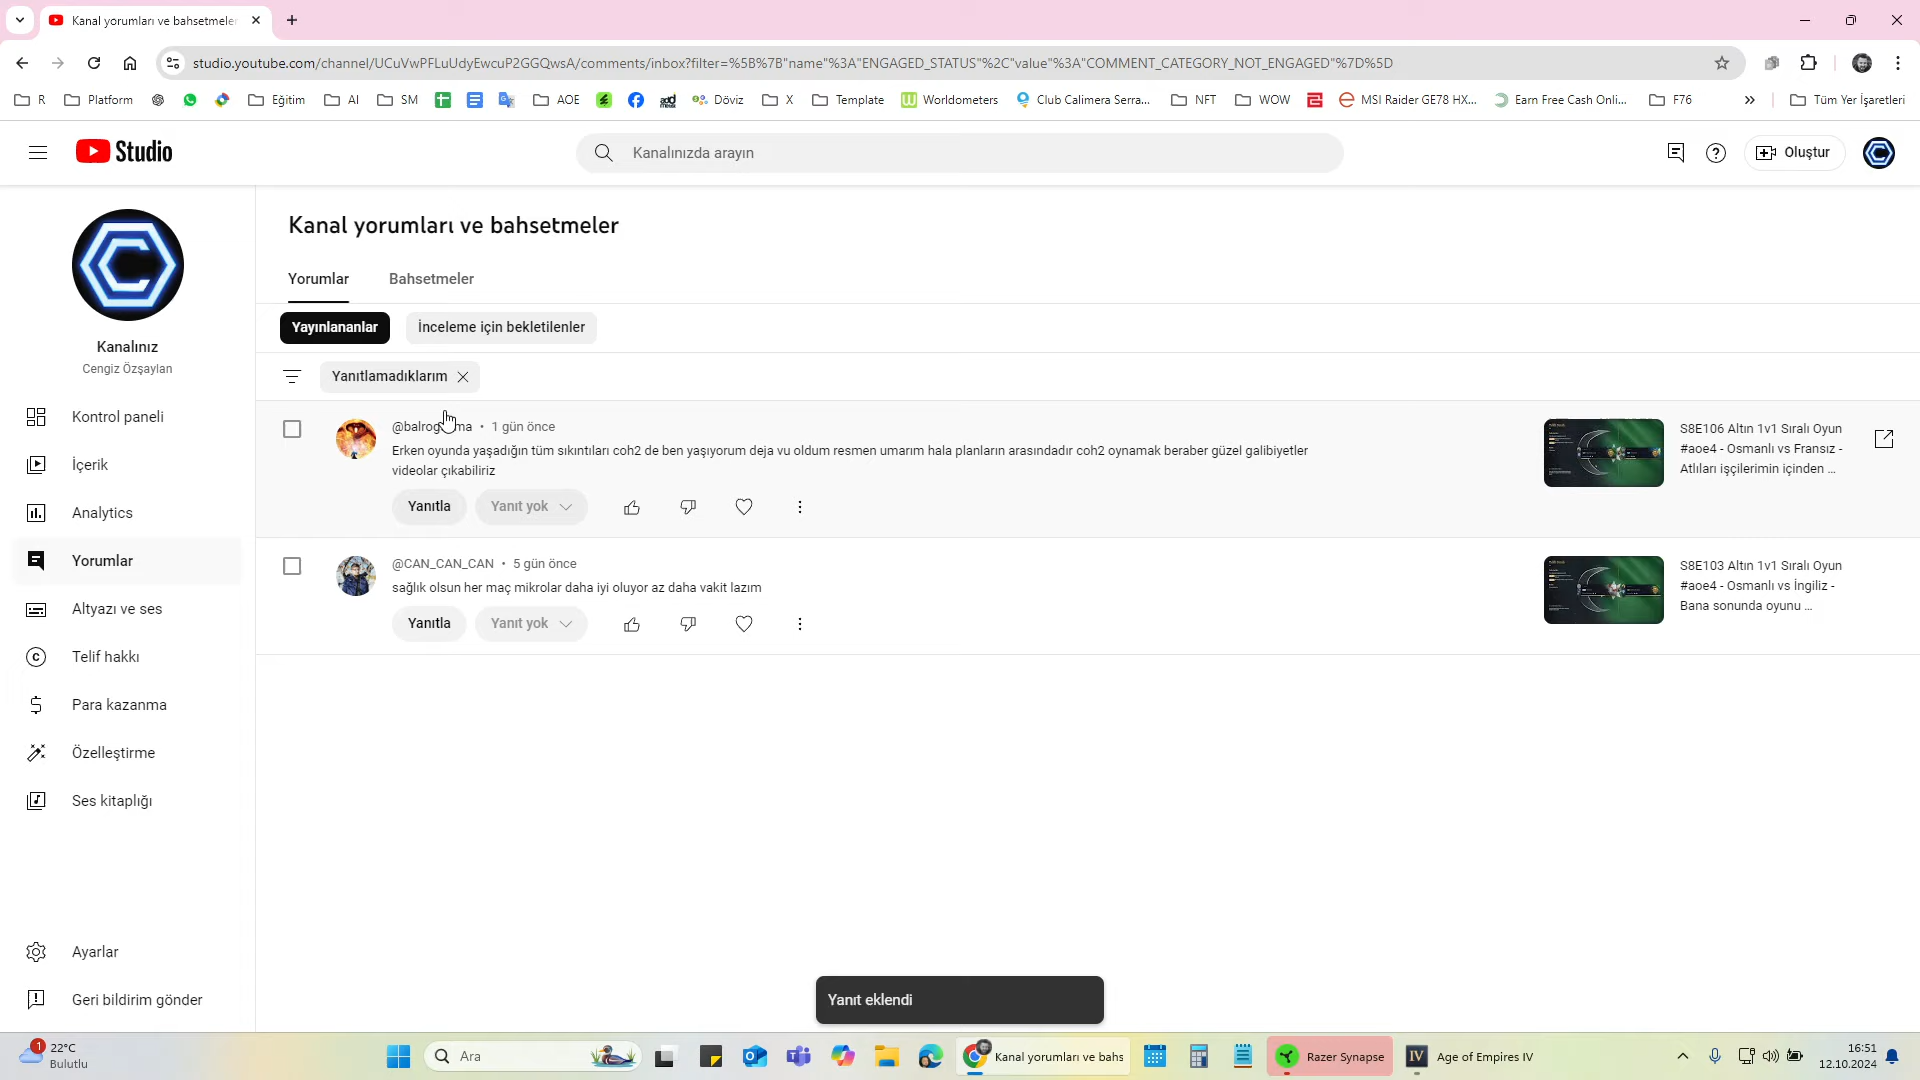 Kanal yorumları ve bahsetmeler
studio.youtube.com/channel/UCuVwPFLuUdyEwcuP2GGQwsA/comments/inbox?filter=%5B%7B"name"%3A"ENGAGED_STATUS"%2C"value"%3A"COMMENT_CATEGORY_NOT_ENGAGED"%7D%5D
R Platform Eğitim AI SM AOE add Döviz X Template Worldometers Club Calimera Serra... NFT WOW MSI Raider GE78 HX... Earn Free Cash Onli... F76 » Tüm Yer İşaretleri
Studio
Kanalınızda arayın
Oluştur
Kanalınız
Cengiz Özşaylan
Kontrol paneli
İçerik
Analytics
Yorumlar
Altyazı ve ses
Telif hakkı
Para kazanma
Özelleştirme
Ses kitaplığı
Ayarlar
Geri bildirim gönder
Kanal yorumları ve bahsetmeler
Yorumlar Bahsetmeler
Yayınlananlar İnceleme için bekletilenler
Yanıtlamadıklarım
1 gün önce
Erken oyunda yaşadığın tüm sıkıntıları coh2 de ben yaşıyorum deja vu oldum resmen umarım hala planların arasındadır coh2 oynamak beraber güzel galibiyetler
videolar çıkabiliriz
Yanıtla Yanıt yok
S8E106 Altın 1v1 Sıralı Oyun
#aoe4 - Osmanlı vs Fransız -
Atlıları işçilerimin içinden ...
@CAN_CAN_CAN • 5 gün önce
sağlık olsun her maç mikrolar daha iyi oluyor az daha vakit lazım
Yanıtla Yanıt yok
S8E103 Altın 1v1 Sıralı Oyun
#aoe4 - Osmanlı vs İngiliz -
Bana sonunda oyunu ...
Yanıt eklendi
1
22°C
Bulutlu
Ara
Kanal yorumları ve bahs
Razer Synapse
IV Age of Empires IV
16:51
12.10.2024